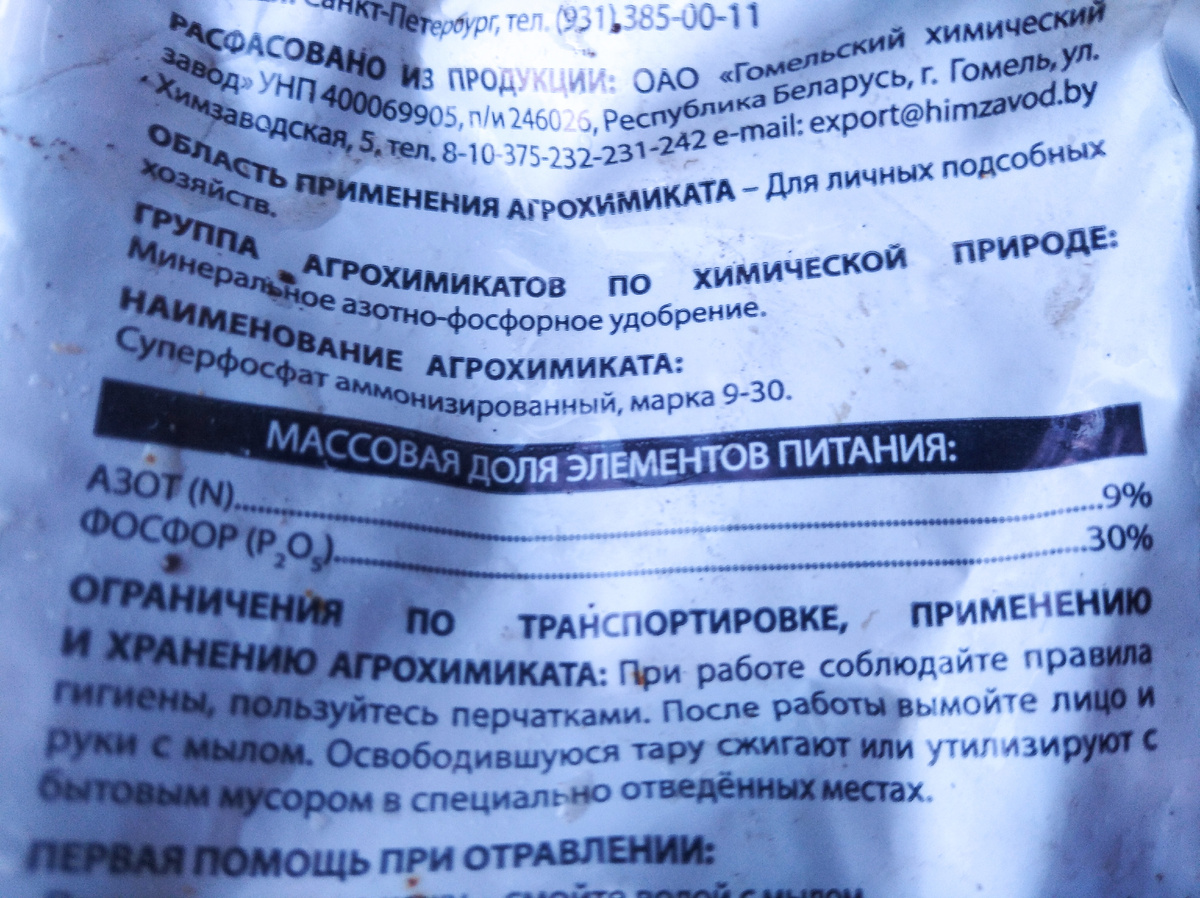 Санкт-Петербург, тел. (931) 385-00-11
РАСФАСОВАНО ИЗ ПРОДУКЦИИ: ОАО «Гомельский химический
завод» УНП 400069905, п/и 246026, Республика Беларусь, г. Гомель, ул.
Химзаводская, 5, тел. 8-10-375-232-231-242 e-mail: export@himzavod.by
ОБЛАСТЬ ПРИМЕНЕНИЯ АГРОХИМИКАТА – Для личных подсобных
хозяйств.
ГРУППА АГРОХИМИКАТОВ ПО ХИМИЧЕСКОЙ ПРИРОДЕ:
Минеральное азотно-фосфорное удобрение.
НАИМЕНОВАНИЕ АГРОХИМИКАТА:
Суперфосфат аммонизированный, марка 9-30.
МАССОВАЯ ДОЛЯ ЭЛЕМЕНТОВ ПИТАНИЯ:
АЗОТ (N)....................9%
ФОСФОР (P₂O₅)....................30%
ОГРАНИЧЕНИЯ ПО ТРАНСПОРТИРОВКЕ, ПРИМЕНЕНИЮ
И ХРАНЕНИЮ АГРОХИМИКАТА: При работе соблюдайте правила
гигиены, пользуйтесь перчатками. После работы вымойте лицо и
руки с мылом. Освободившуюся тару сжигают или утилизируют с
бытовым мусором в специально отведённых местах.
ПЕРВАЯ ПОМОЩЬ ПРИ ОТРАВЛЕНИИ:
смойте водой с мылом